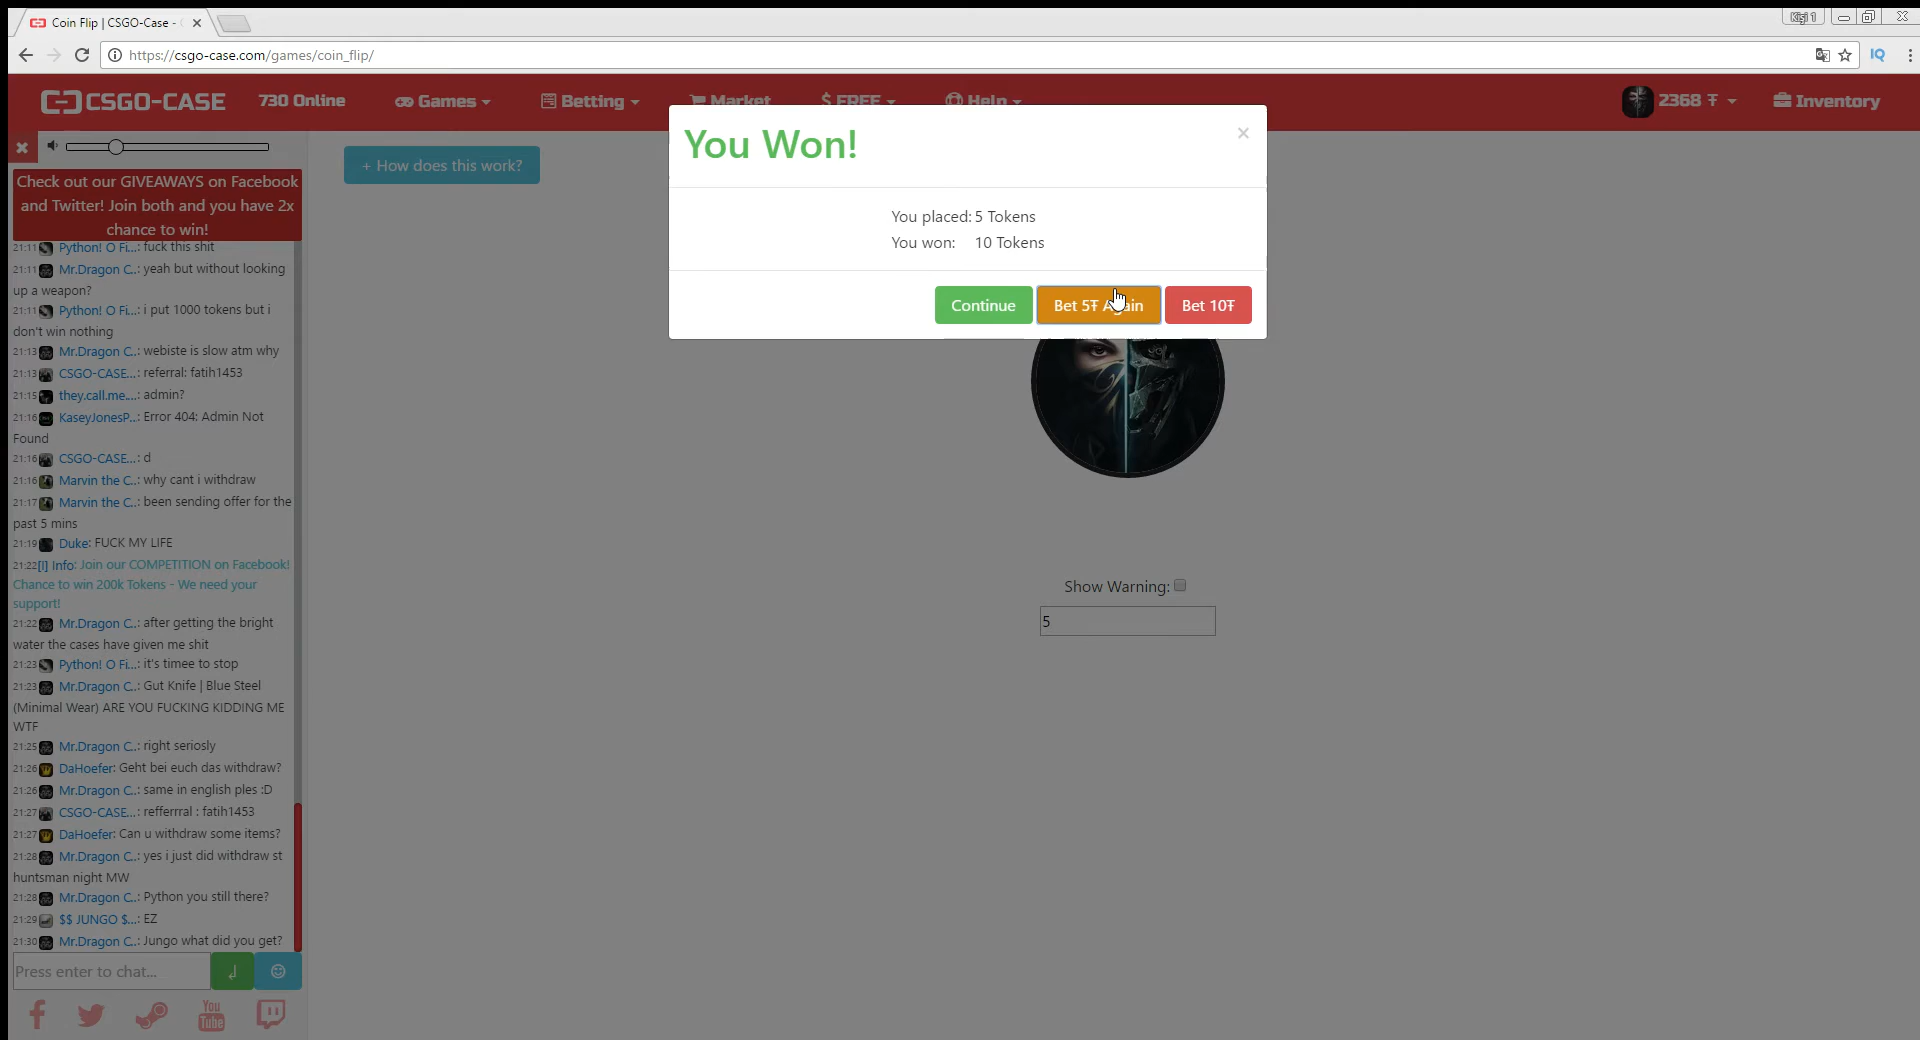 Coin Flip | CSGO-Case -
Kişi 1
https://csgo-case.com/games/coin_flip/
CSGO-CASE
730 Online
Games
Betting
Market
$ FREE
Help
2368 Ŧ
Inventory
+ How does this work?
Check out our GIVEAWAYS on Facebook
and Twitter! Join both and you have 2x
chance to win!
21:11 Python! O Fi...: fuck this shit
21:11 Mr.Dragon C..: yeah but without looking
up a weapon?
21:11 Python! O Fi...: i put 1000 tokens but i
don't win nothing
21:13 Mr.Dragon C..: webiste is slow atm why
21:13 CSGO-CASE...: referral: fatih1453
21:15 they.call.me....: admin?
21:16 KaseyJonesP...: Error 404: Admin Not
Found
21:16 CSGO-CASE...: d
21:16 Marvin the C..: why cant i withdraw
21:17 Marvin the C..: been sending offer for the
past 5 mins
21:19 Duke: FUCK MY LIFE
21:22 [I] Info: Join our COMPETITION on Facebook!
Chance to win 200k Tokens - We need your
support!
21:22 Mr.Dragon C..: after getting the bright
water the cases have given me shit
21:23 Python! O Fi...: it's timee to stop
21:23 Mr.Dragon C..: Gut Knife | Blue Steel
(Minimal Wear) ARE YOU FUCKING KIDDING ME
WTF
21:25 Mr.Dragon C..: right seriosly
21:26 DaHoefer: Geht bei euch das withdraw?
21:26 Mr.Dragon C..: same in english ples :D
21:27 CSGO-CASE...: refferrral : fatih1453
21:27 DaHoefer: Can u withdraw some items?
21:28 Mr.Dragon C..: yes i just did withdraw st
huntsman night MW
21:28 Mr.Dragon C..: Python you still there?
21:29 $$ JUNGO $...: EZ
21:30 Mr.Dragon C..: Jungo what did you get?
Press enter to chat...
You Tube
You Won!
×
You placed: 5 Tokens
You won: 10 Tokens
Continue
Bet 5Ŧ Again
Bet 10Ŧ
Show Warning:
5